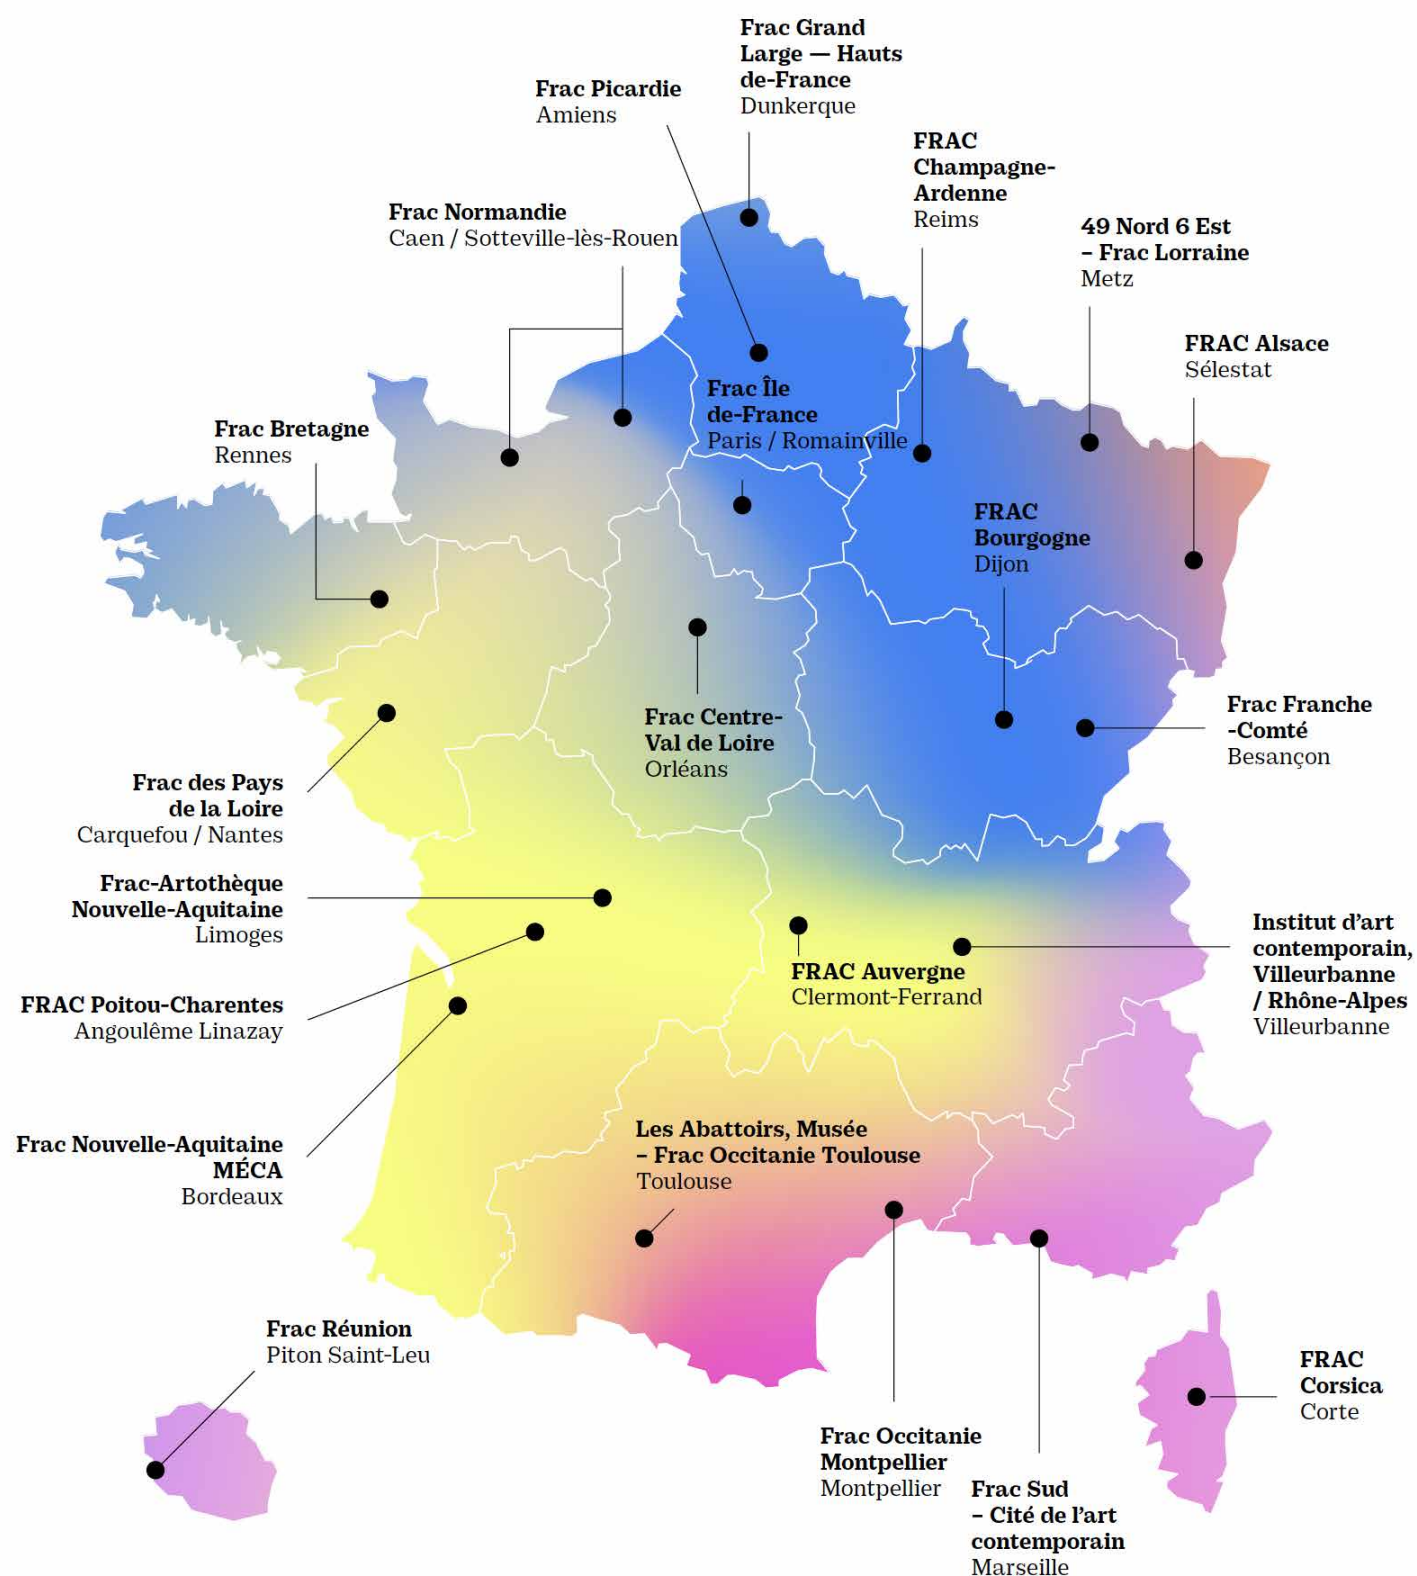 Frac Grand
Large — Hauts
de-France
Dunkerque
Frac Picardie
Amiens
FRAC
Champagne-
Ardenne
Reims
Frac Normandie
Caen / Sotteville-lès-Rouen
49 Nord 6 Est
– Frac Lorraine
Metz
FRAC Alsace
Sélestat
Frac Île
de-France
Paris / Romainville
Frac Bretagne
Rennes
FRAC
Bourgogne
Dijon
Frac Centre-
Val de Loire
Orléans
Frac Franche
-Comté
Besançon
Frac des Pays
de la Loire
Carquefou / Nantes
Frac-Artothèque
Nouvelle-Aquitaine
Limoges
Institut d’art
contemporain,
Villeurbanne
/ Rhône-Alpes
Villeurbanne
FRAC Auvergne
Clermont-Ferrand
FRAC Poitou-Charentes
Angoulême Linazay
Frac Nouvelle-Aquitaine
MÉCA
Bordeaux
Les Abattoirs, Musée
– Frac Occitanie Toulouse
Toulouse
Frac Réunion
Piton Saint-Leu
FRAC
Corsica
Corte
Frac Occitanie
Montpellier
Montpellier
Frac Sud
– Cité de l’art
contemporain
Marseille